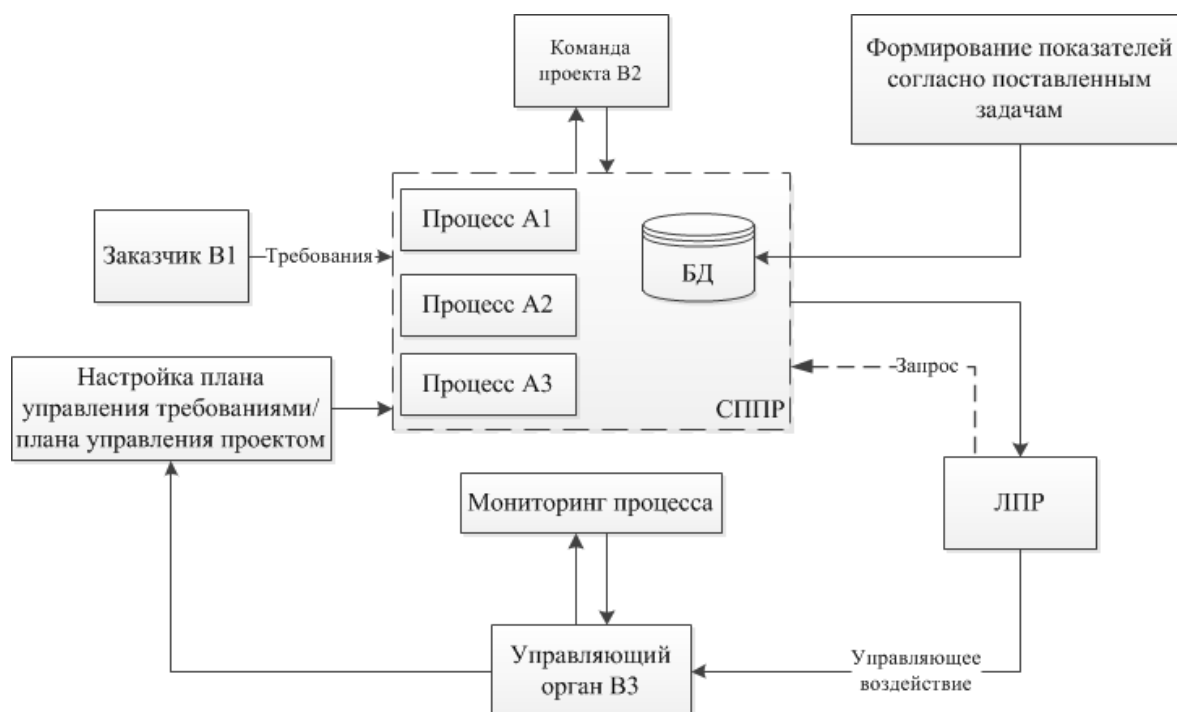 Команда
проекта В2
Формирование показателей
согласно поставленным
задачам
Процесс А1
Заказчик В1
Требования
БД
Процесс А2
Запрос
Настройка плана
управления требованиями/
плана управления проектом
Процесс А3
СППР
Мониторинг процесса
ЛПР
Управляющий
орган В3
Управляющее
воздействие